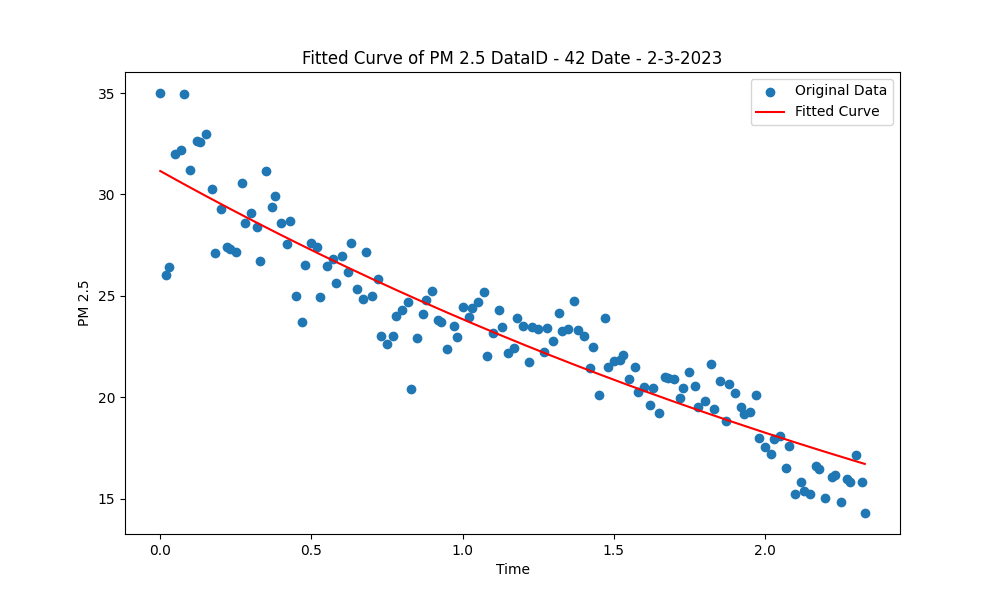 Fitted Curve of PM 2.5 DataID - 42 Date - 2-3-2023
Original Data
Fitted Curve
35
30
25
20
15
PM 2.5
0.0 0.5 1.0 1.5 2.0
Time